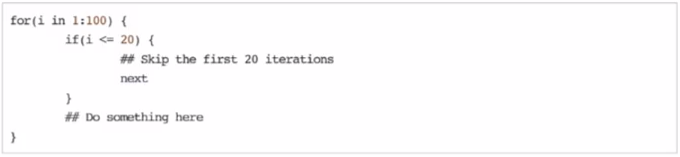 for(i in 1:100) {
        if(i <= 20) {
                ## Skip the first 20 iterations
                next
        }
        ## Do something here
}